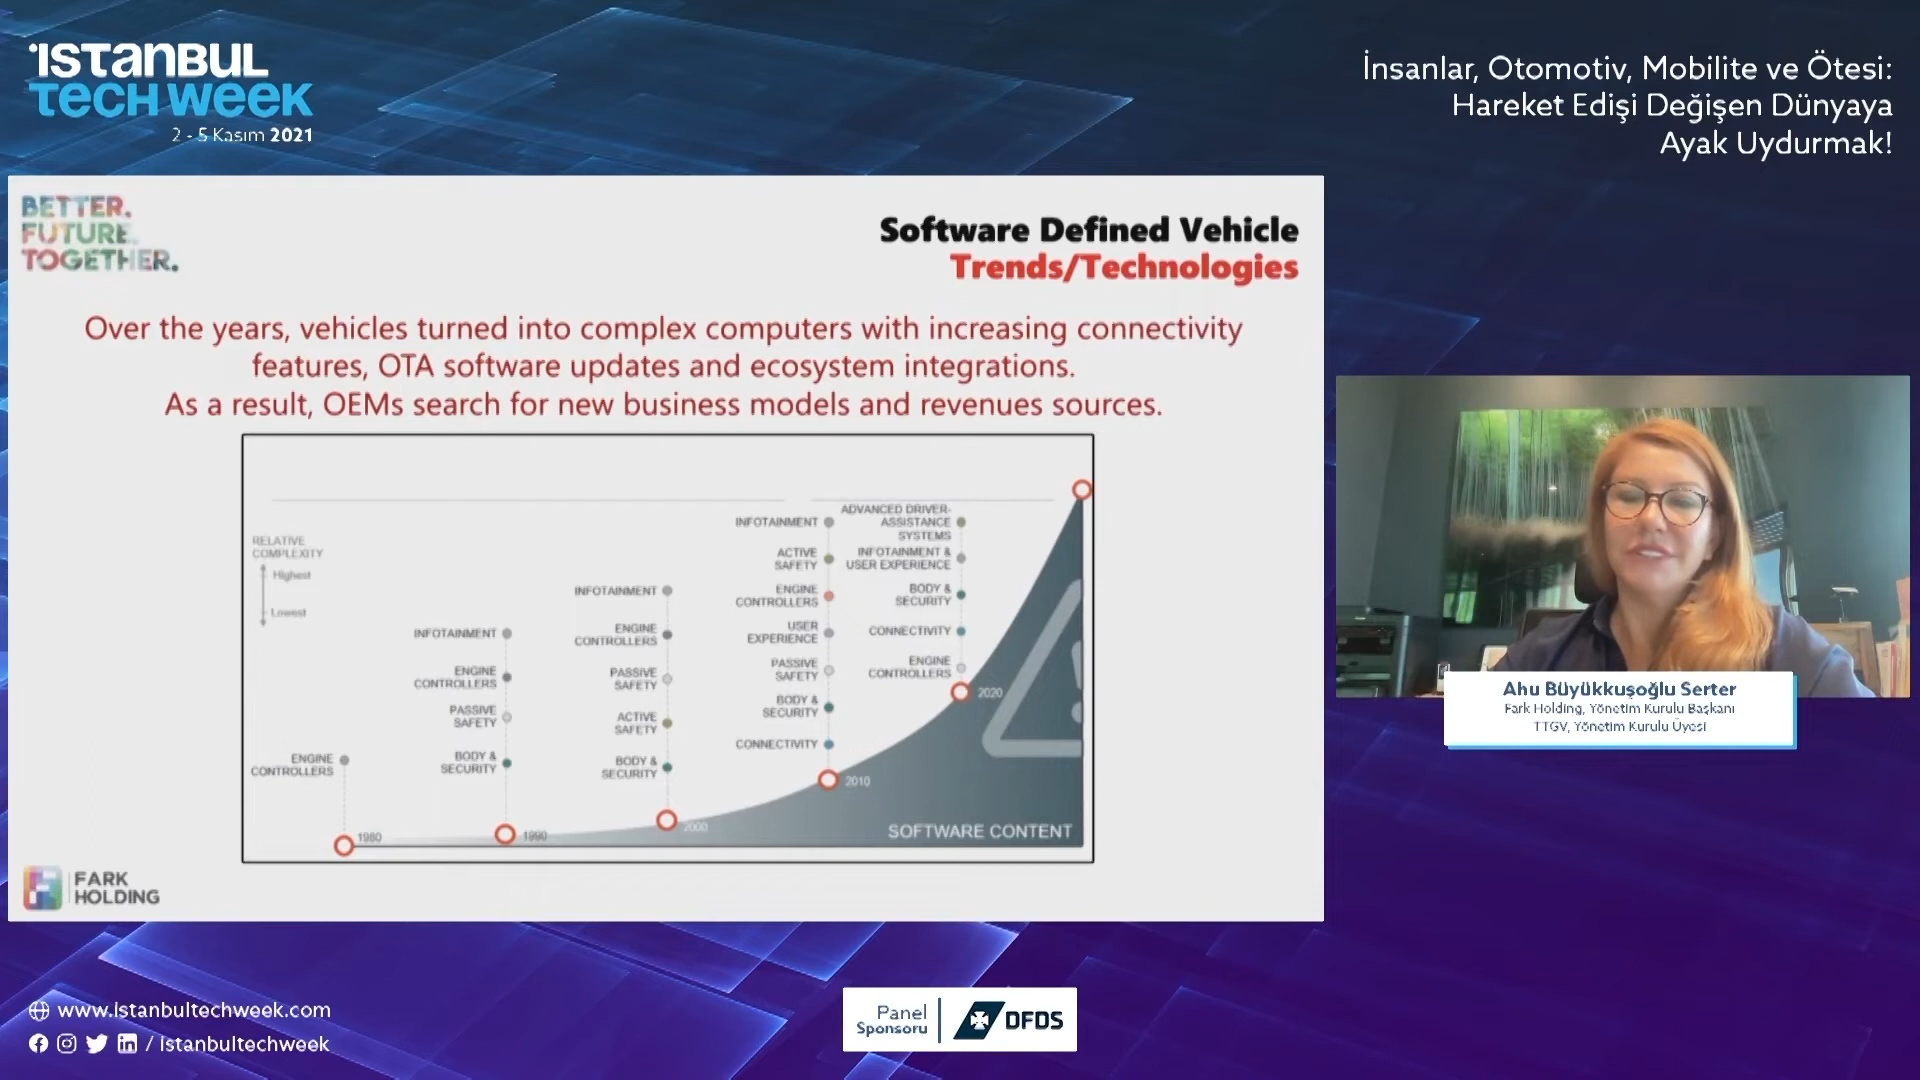 ISTANBUL
TECH WEEK
2 - 5 Kasım 2021
İnsanlar, Otomotiv, Mobilite ve Ötesi:
Hareket Edişi Değişen Dünyaya
Ayak Uydurmak!
BETTER.
FUTURE.
TOGETHER.
Software Defined Vehicle
Trends/Technologies
Over the years, vehicles turned into complex computers with increasing connectivity
features, OTA software updates and ecosystem integrations.
As a result, OEMs search for new business models and revenues sources.
RELATIVE
COMPLEXITY
Highest
Lowest
ENGINE
CONTROLLERS
1980
INFOTAINMENT
ENGINE
CONTROLLERS
PASSIVE
SAFETY
BODY &
SECURITY
1990
INFOTAINMENT
ENGINE
CONTROLLERS
PASSIVE
SAFETY
ACTIVE
SAFETY
BODY &
SECURITY
2000
INFOTAINMENT
ACTIVE
SAFETY
ENGINE
CONTROLLERS
USER
EXPERIENCE
PASSIVE
SAFETY
BODY &
SECURITY
CONNECTIVITY
2010
ADVANCED DRIVER-
ASSISTANCE
SYSTEMS
INFOTAINMENT &
USER EXPERIENCE
BODY &
SECURITY
CONNECTIVITY
ENGINE
CONTROLLERS
2020
SOFTWARE CONTENT
FARK
HOLDING
Ahu Büyükkuşoğlu Serter
Fark Holding, Yönetim Kurulu Başkanı
TTGV, Yönetim Kurulu Üyesi
www.istanbultechweek.com
/ istanbultechweek
Panel
Sponsoru
DFDS